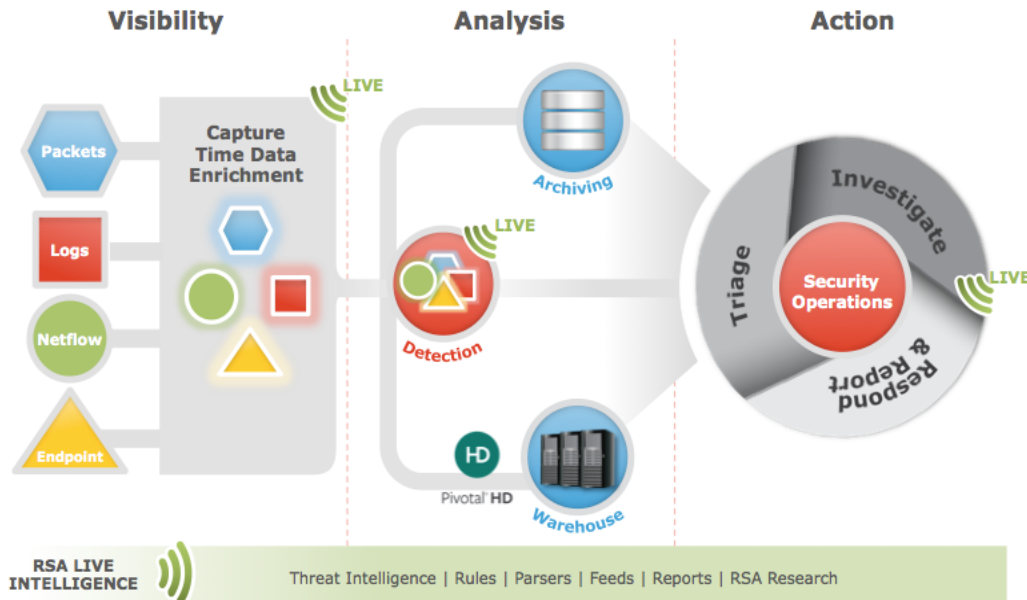 Visibility
Analysis
Action
LIVE
Packets
Logs
Netflow
Endpoint
Capture
Time Data
Enrichment
Archiving
LIVE
Detection
HD
Pivotal HD
Warehouse
Triage
Investigate
Respond
& Report
Security
Operations
LIVE
RSA LIVE
INTELLIGENCE
Threat Intelligence | Rules | Parsers | Feeds | Reports | RSA Research